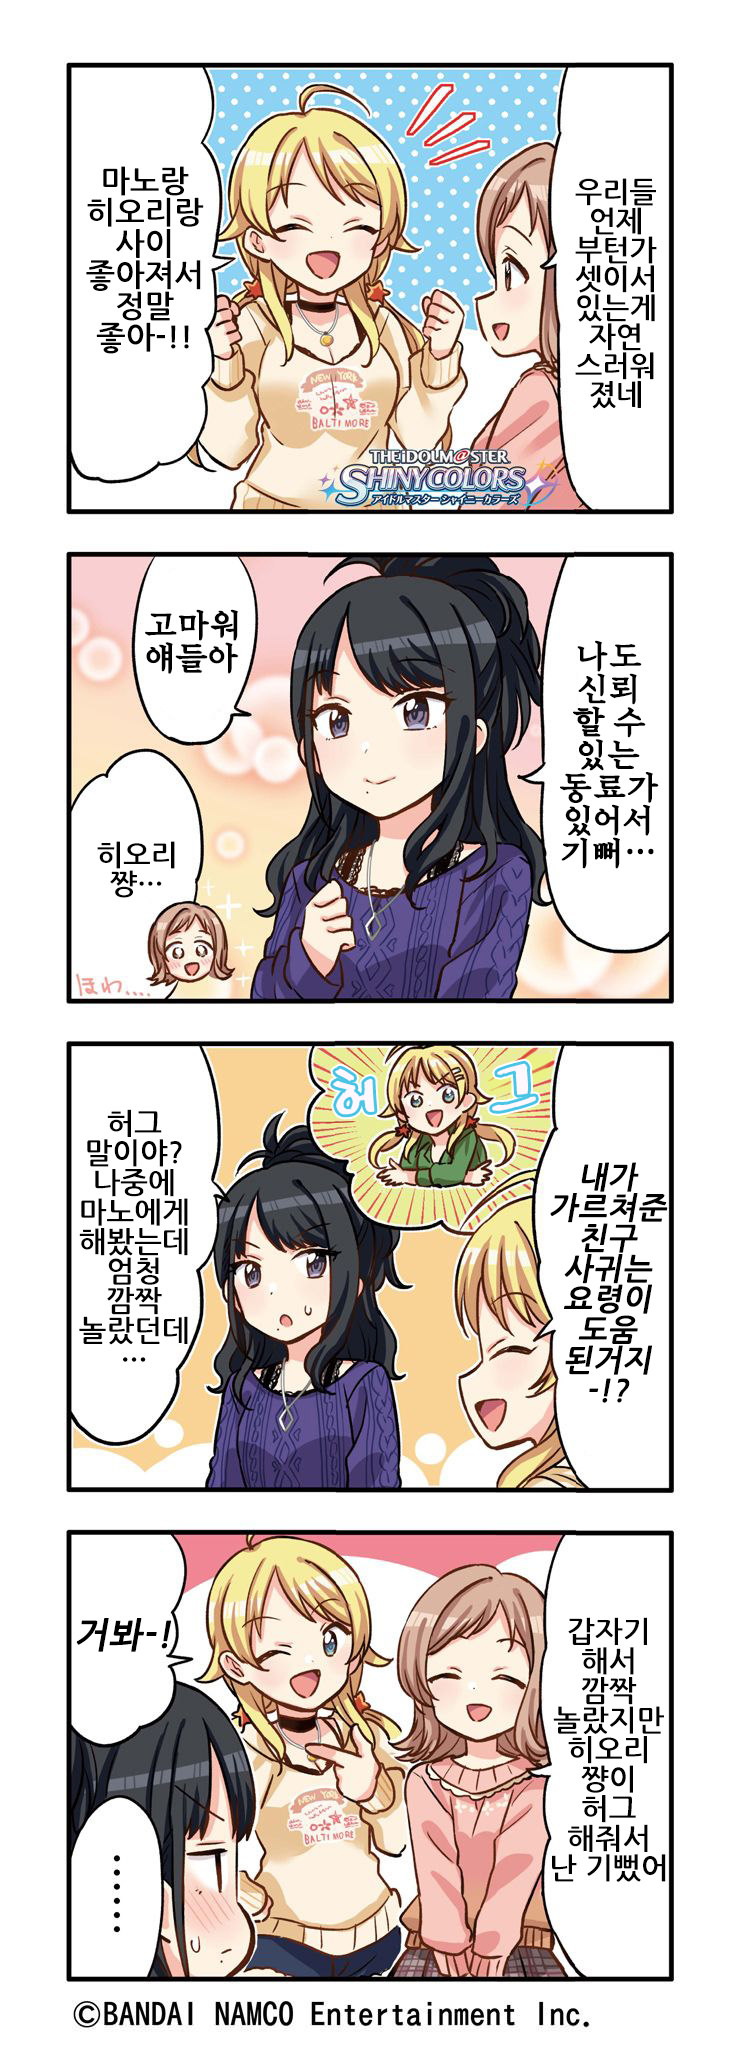 우리들
언제
부턴가
셋이서
있는게
자연
스러워
졌네
마노랑
히오리랑
사이
좋아져서
정말
좋아-!!
NEW YORK
BALTIMORE
THE iDOLM@STER
SHINY COLORS
アイドルマスター シャイニーカラーズ
나도
신뢰
할 수
있는
동료가
있어서
기뻐…
고마워
얘들아
히오리
쨩…
ほわ....
허그
내가
가르쳐준
친구
사귀는
요령이
도움
된거지
-!?
허그
말이야?
나중에
마노에게
해봤는데
엄청
깜짝
놀랐던데
…
갑자기
해서
깜짝
놀랐지만
히오리
쨩이
허그
해줘서
난 기뻤어
거봐-!
NEW YORK
BALTIMORE
……
©BANDAI NAMCO Entertainment Inc.